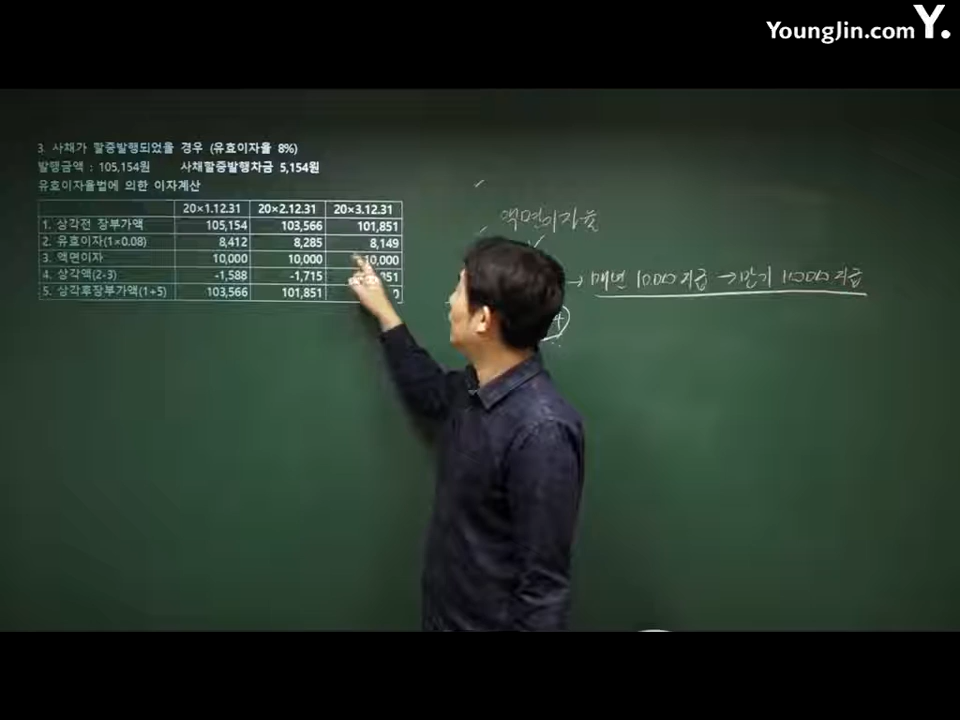 YoungJin.com Y.
3. 사채가 할증발행되었을 경우 (유효이자율 8%)
발행금액 : 105,154원 사채할증발행차금 5,154원
유효이자율법에 의한 이자계산
20×1.12.31 20×2.12.31 20×3.12.31
1. 상각전 장부가액 105,154 103,566 101,851
2. 유효이자(1×0.08) 8,412 8,285 8,149
3. 액면이자 10,000 10,000 10,000
4. 상각액(2-3) -1,588 -1,715
5. 상각후장부가액(1+5) 103,566 101,851
액면이자율
→ 매년 지급 → 만기 지급